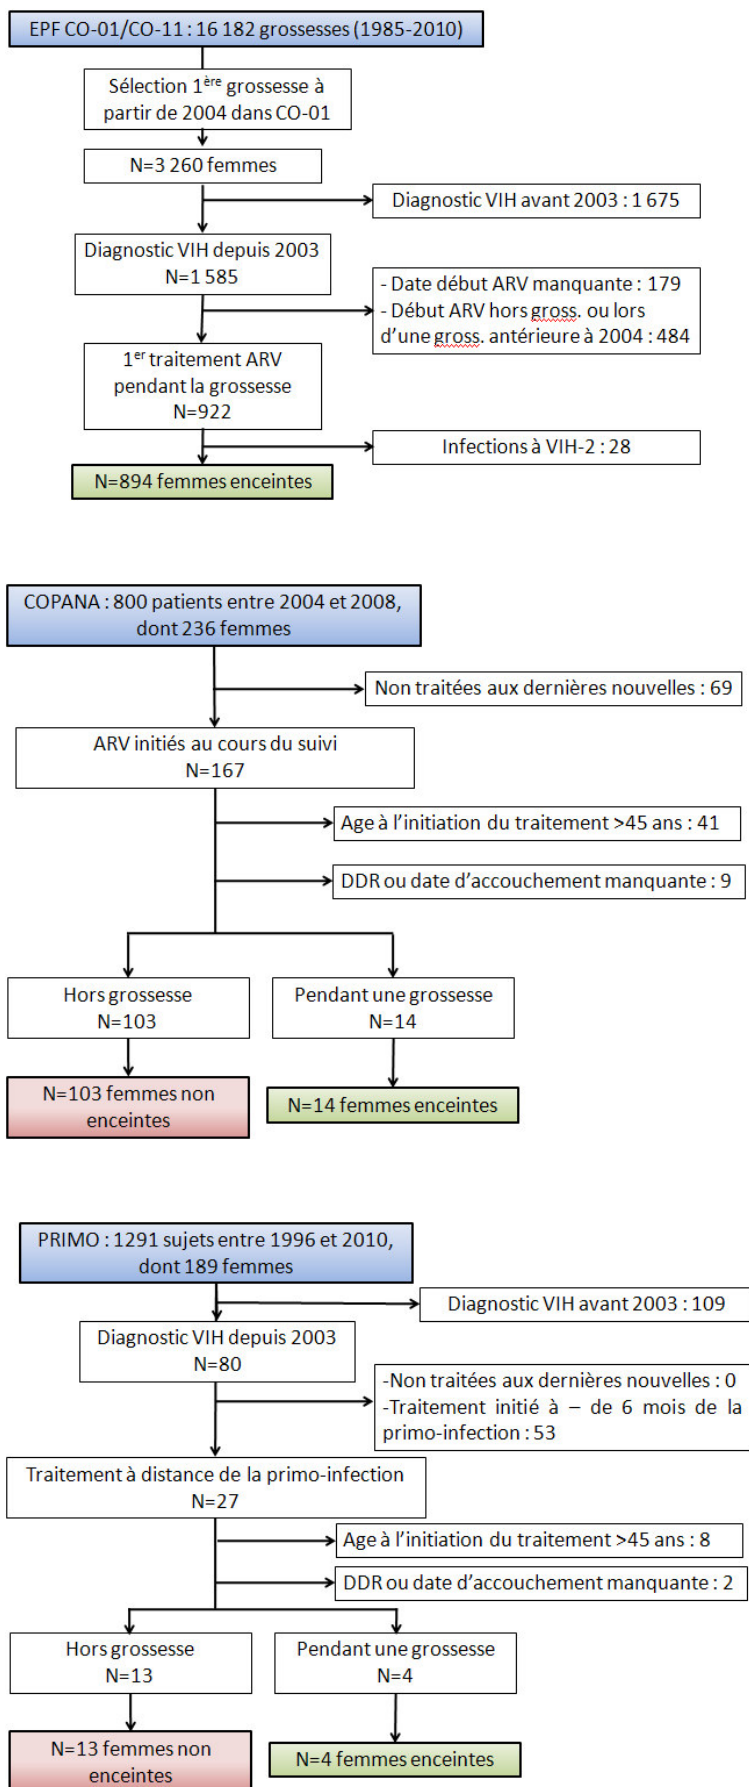 EPF CO-01/CO-11 : 16 182 grossesses (1985-2010)
Sélection 1ère grossesse à
partir de 2004 dans CO-01
N=3 260 femmes
Diagnostic VIH avant 2003 : 1 675
Diagnostic VIH depuis 2003
N=1 585
- Date début ARV manquante : 179
- Début ARV hors gross. ou lors
d'une gross. antérieure à 2004 : 484
1er traitement ARV
pendant la grossesse
N=922
Infections à VIH-2 : 28
N=894 femmes enceintes
COPANA : 800 patients entre 2004 et 2008,
dont 236 femmes
Non traitées aux dernières nouvelles : 69
ARV initiés au cours du suivi
N=167
Age à l'initiation du traitement >45 ans : 41
DDR ou date d'accouchement manquante : 9
Hors grossesse
N=103
Pendant une grossesse
N=14
N=103 femmes non
enceintes
N=14 femmes enceintes
PRIMO : 1291 sujets entre 1996 et 2010,
dont 189 femmes
Diagnostic VIH avant 2003 : 109
Diagnostic VIH depuis 2003
N=80
-Non traitées aux dernières nouvelles : 0
-Traitement initié à – de 6 mois de la
primo-infection : 53
Traitement à distance de la primo-infection
N=27
Age à l'initiation du traitement >45 ans : 8
DDR ou date d'accouchement manquante : 2
Hors grossesse
N=13
Pendant une grossesse
N=4
N=13 femmes non
enceintes
N=4 femmes enceintes